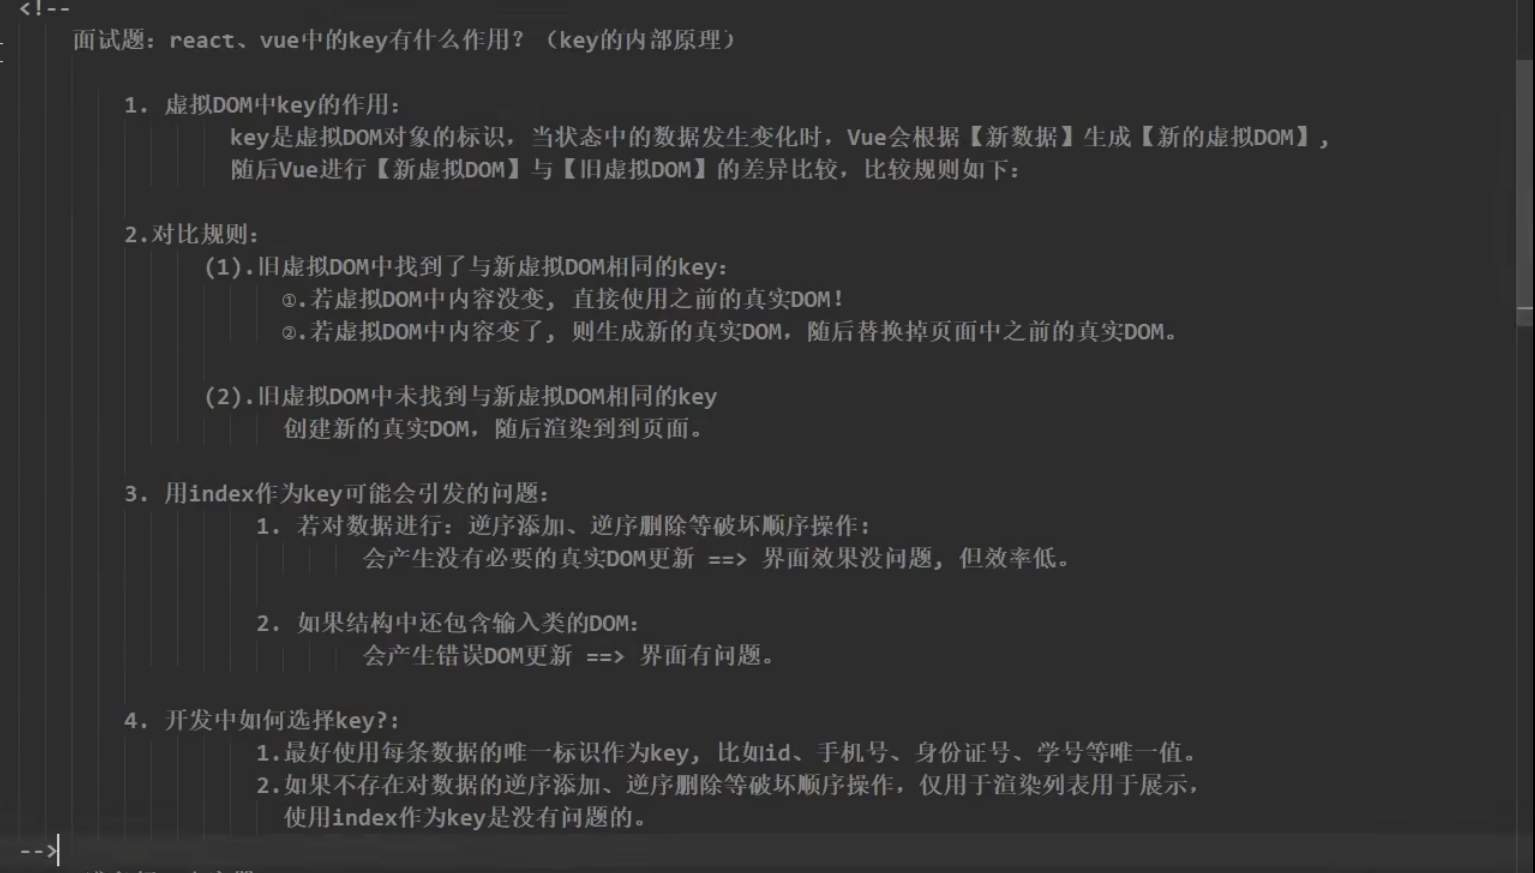 <!--
面试题：react、vue中的key有什么作用？（key的内部原理）
1. 虚拟DOM中key的作用：
key是虚拟DOM对象的标识，当状态中的数据发生变化时，Vue会根据【新数据】生成【新的虚拟DOM】,
随后Vue进行【新虚拟DOM】与【旧虚拟DOM】的差异比较，比较规则如下：
2.对比规则：
(1).旧虚拟DOM中找到了与新虚拟DOM相同的key：
①.若虚拟DOM中内容没变, 直接使用之前的真实DOM！
②.若虚拟DOM中内容变了, 则生成新的真实DOM，随后替换掉页面中之前的真实DOM。
(2).旧虚拟DOM中未找到与新虚拟DOM相同的key
创建新的真实DOM，随后渲染到到页面。
3. 用index作为key可能会引发的问题：
1. 若对数据进行：逆序添加、逆序删除等破坏顺序操作:
会产生没有必要的真实DOM更新 ==> 界面效果没问题, 但效率低。
2. 如果结构中还包含输入类的DOM：
会产生错误DOM更新 ==> 界面有问题。
4. 开发中如何选择key?:
1.最好使用每条数据的唯一标识作为key, 比如id、手机号、身份证号、学号等唯一值。
2.如果不存在对数据的逆序添加、逆序删除等破坏顺序操作，仅用于渲染列表用于展示，
使用index作为key是没有问题的。
-->